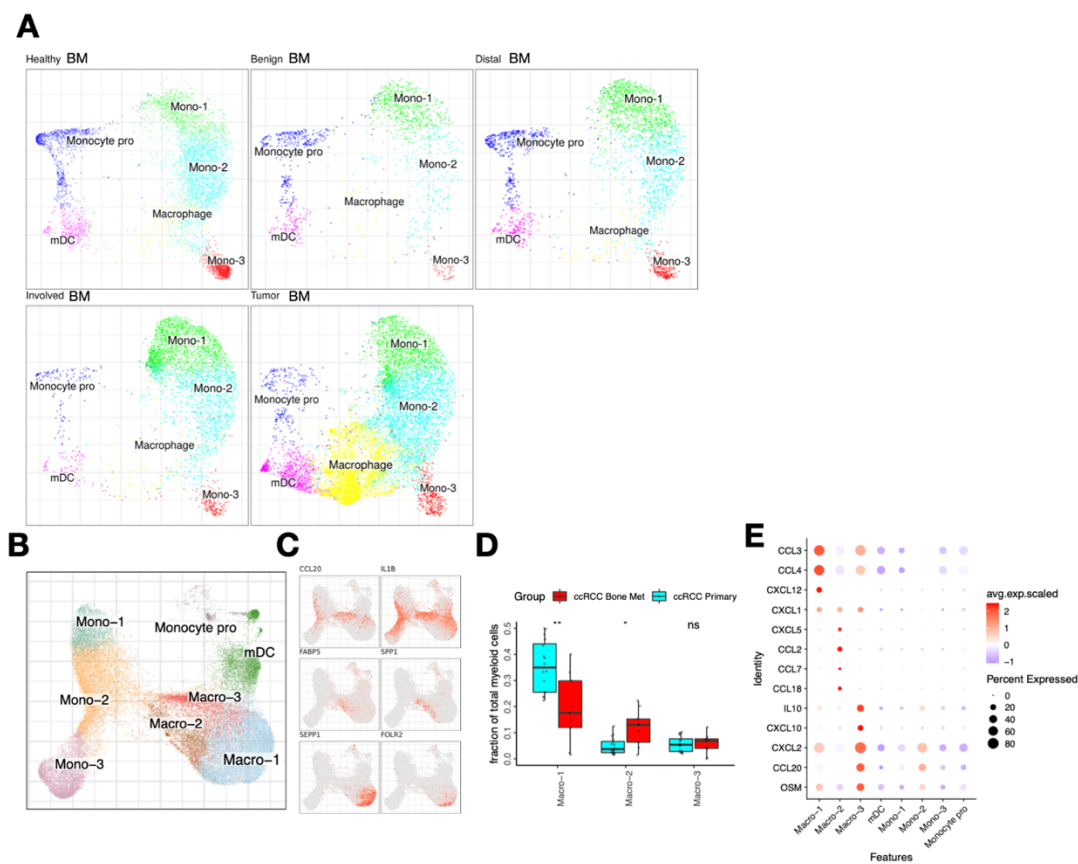 A
Healthy BM
Benign BM
Distal BM
Mono-1
Monocyte pro
Mono-2
Macrophage
mDC
Mono-3
Mono-1
Monocyte pro
Mono-2
Macrophage
mDC
Mono-3
Mono-1
Monocyte pro
Mono-2
Macrophage
mDC
Mono-3
Involved BM
Tumor BM
Mono-1
Monocyte pro
Mono-2
Macrophage
mDC
Mono-3
Mono-1
Monocyte pro
Mono-2
Macrophage
mDC
Mono-3
B
Mono-1
Monocyte pro
mDC
Mono-2
Macro-3
Macro-2
Macro-1
Mono-3
C
CCL20 IL1B
FABP5 SPP1
SEPP1 FOLR2
D
Group ccRCC Bone Met ccRCC Primary
** * ns
fraction of total myeloid cells
0.5
0.4
0.3
0.2
0.1
0.0
Macro-1
Macro-2
Macro-3
E
CCL3
CCL4
CXCL12
CXCL1
CXCL5
CCL2
CCL7
CCL18
IL10
CXCL10
CXCL2
CCL20
OSM
Identity
Macro-1
Macro-2
Macro-3
mDC
Mono-1
Mono-2
Mono-3
Monocyte pro
Features
avg.exp.scaled
2
1
0
-1
Percent Expressed
0
20
40
60
80